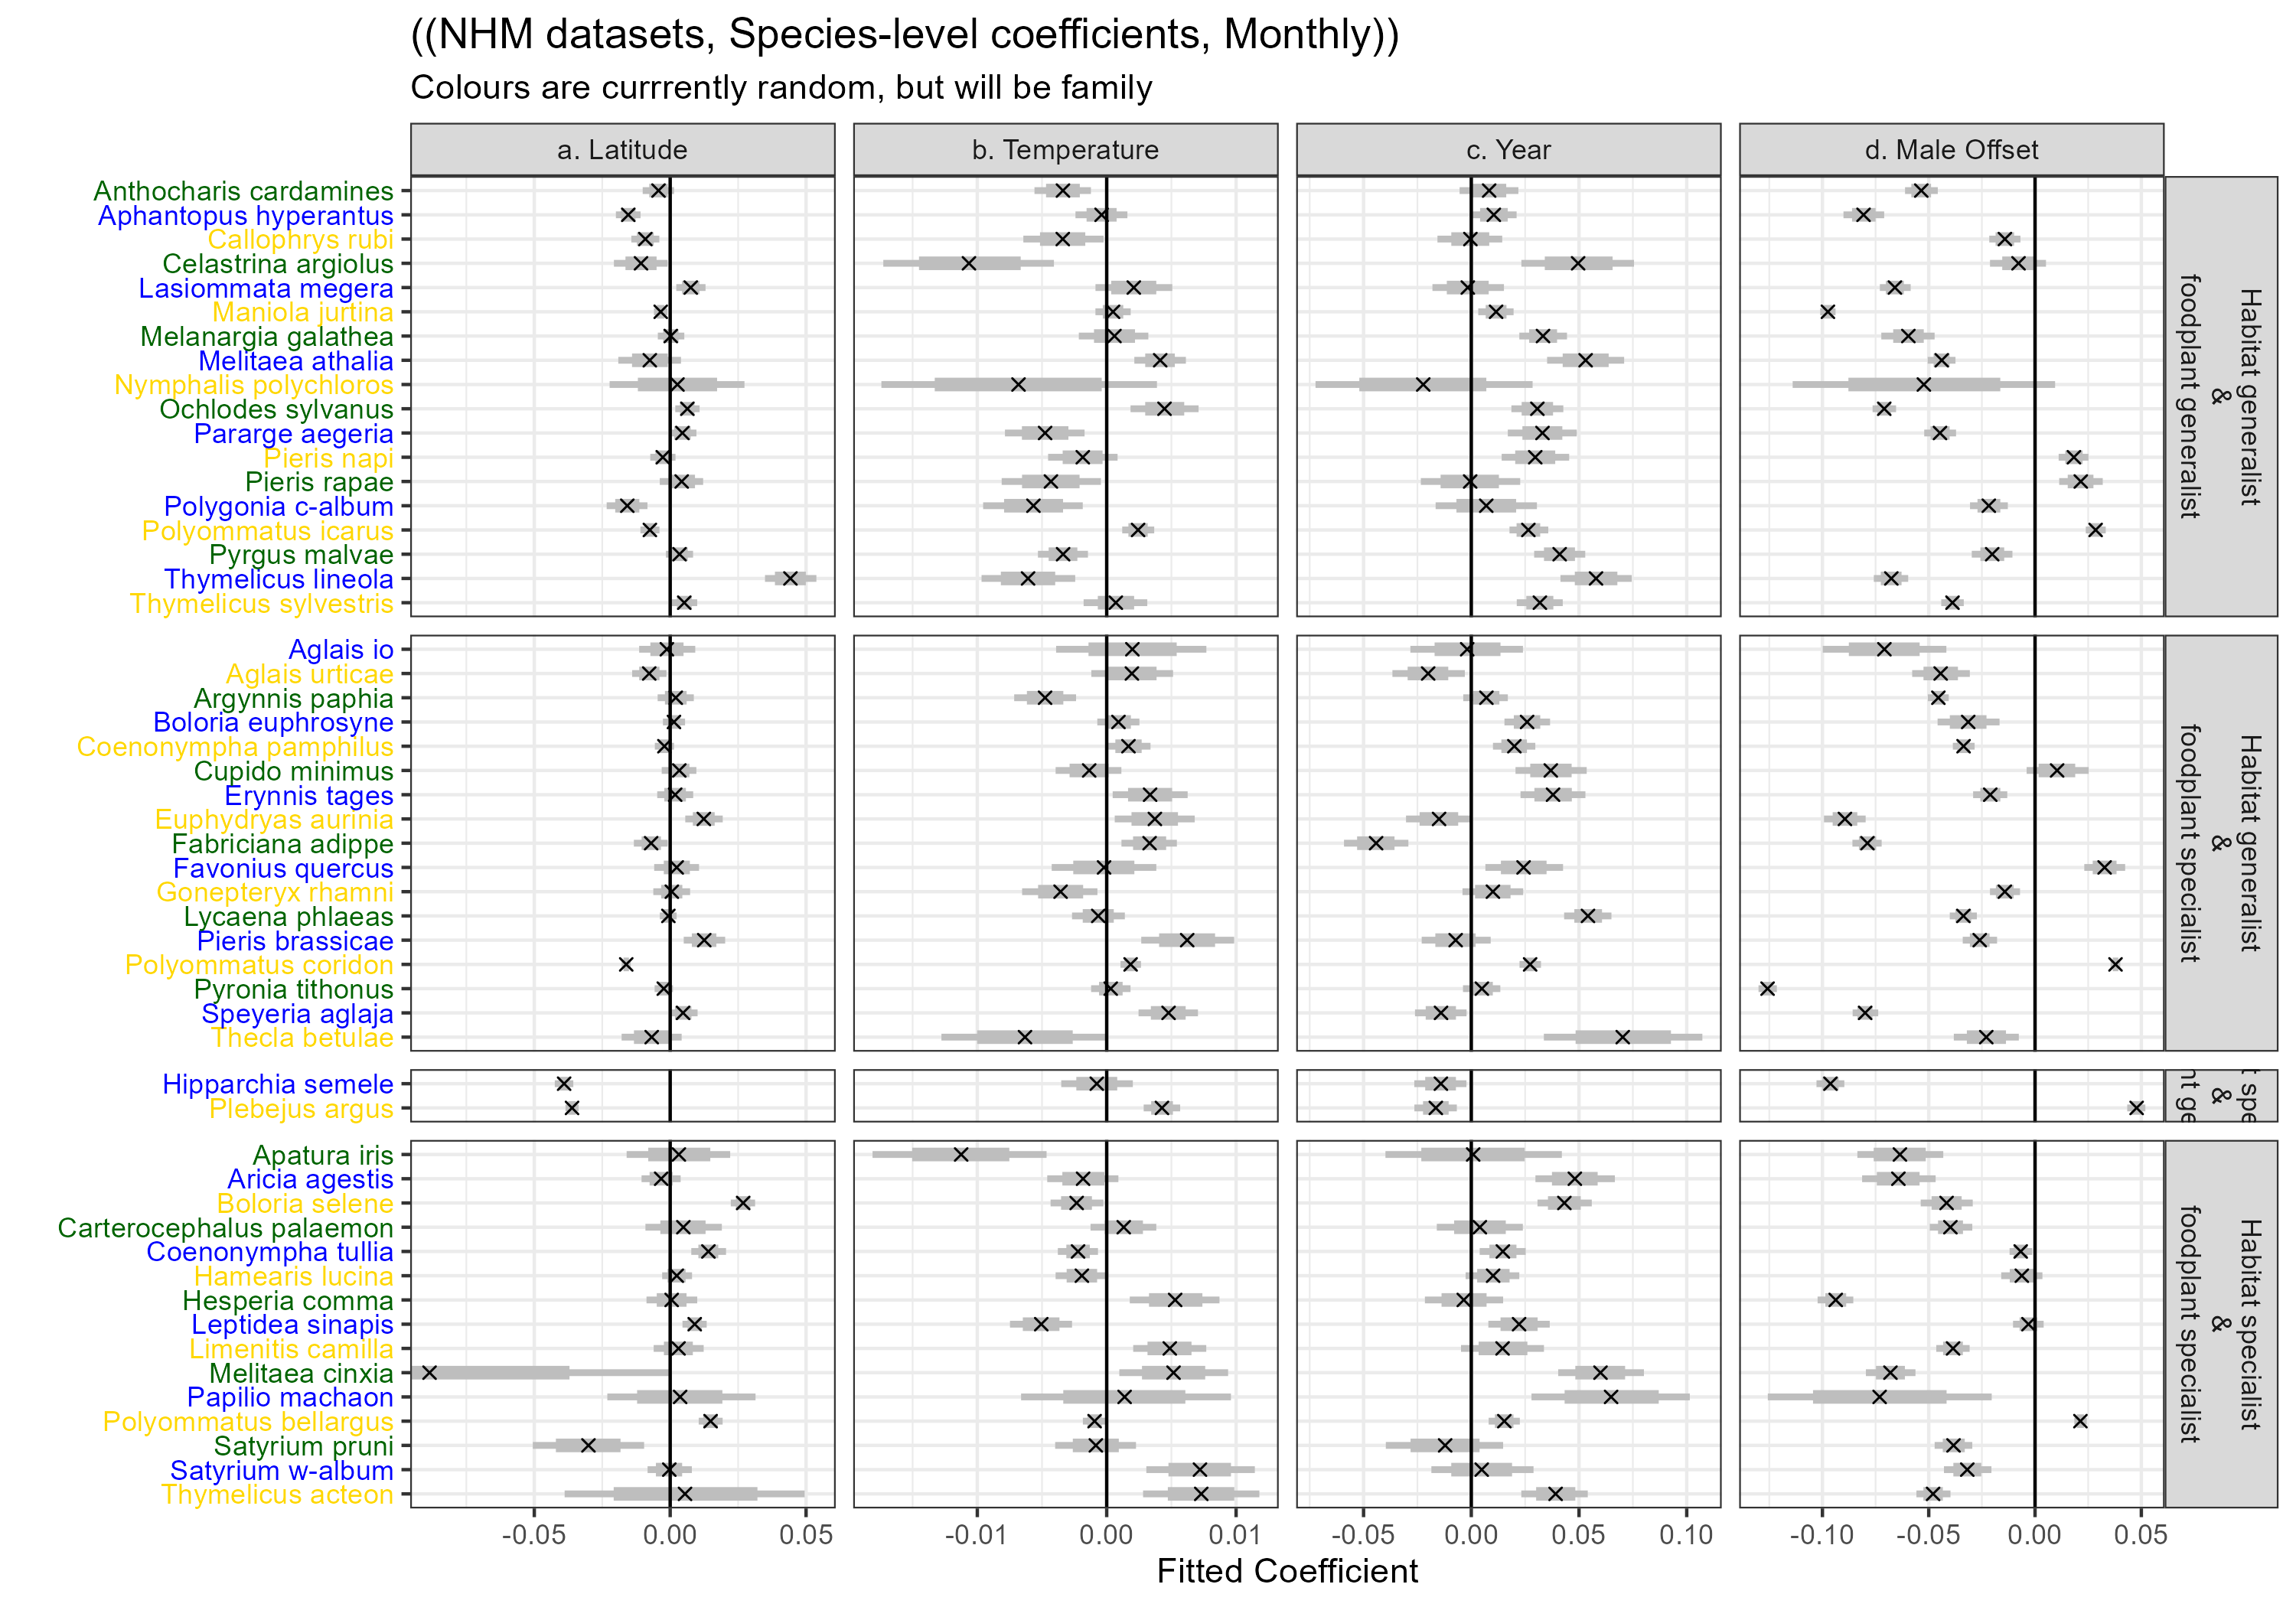 ((NHM datasets, Species-level coefficients, Monthly))
Colours are currrently random, but will be family
a. Latitude
b. Temperature
c. Year
d. Male Offset
Anthocharis cardamines
Aphantopus hyperantus
Callophrys rubi
Celastrina argiolus
Lasiommata megera
Maniola jurtina
Melanargia galathea
Melitaea athalia
Nymphalis polychloros
Ochlodes sylvanus
Pararge aegeria
Pieris napi
Pieris rapae
Polygonia c-album
Polyommatus icarus
Pyrgus malvae
Thymelicus lineola
Thymelicus sylvestris
Habitat generalist
&
foodplant generalist
Aglais io
Aglais urticae
Argynnis paphia
Boloria euphrosyne
Coenonympha pamphilus
Cupido minimus
Erynnis tages
Euphydryas aurinia
Fabriciana adippe
Favonius quercus
Gonepteryx rhamni
Lycaena phlaeas
Pieris brassicae
Polyommatus coridon
Pyronia tithonus
Speyeria aglaja
Thecla betulae
Habitat generalist
&
foodplant specialist
Hipparchia semele
Plebejus argus
t spe
&
nt ge
Apatura iris
Aricia agestis
Boloria selene
Carterocephalus palaemon
Coenonympha tullia
Hamearis lucina
Hesperia comma
Leptidea sinapis
Limenitis camilla
Melitaea cinxia
Papilio machaon
Polyommatus bellargus
Satyrium pruni
Satyrium w-album
Thymelicus acteon
Habitat specialist
&
foodplant specialist
-0.05 0.00 0.05
-0.01 0.00 0.01
-0.05 0.00 0.05 0.10
-0.10 -0.05 0.00 0.05
Fitted Coefficient